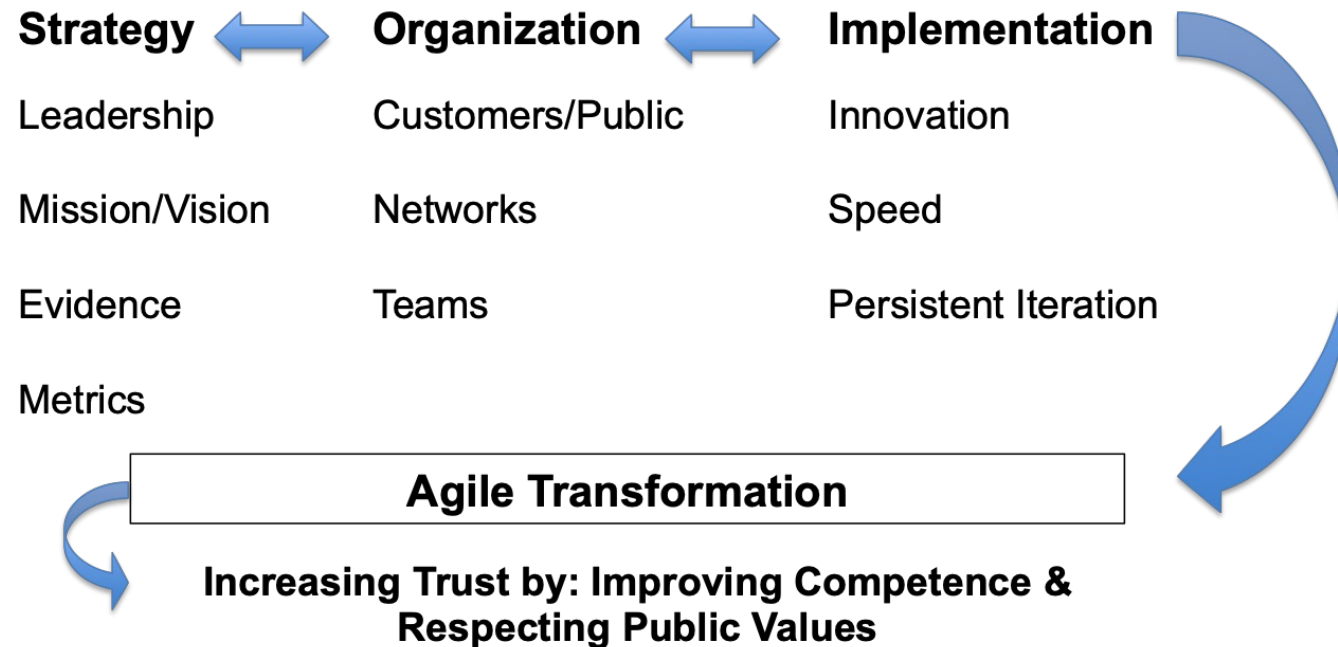 Strategy Organization Implementation
Leadership Customers/Public Innovation
Mission/Vision Networks Speed
Evidence Teams Persistent Iteration
Metrics
Agile Transformation
Increasing Trust by: Improving Competence &
Respecting Public Values